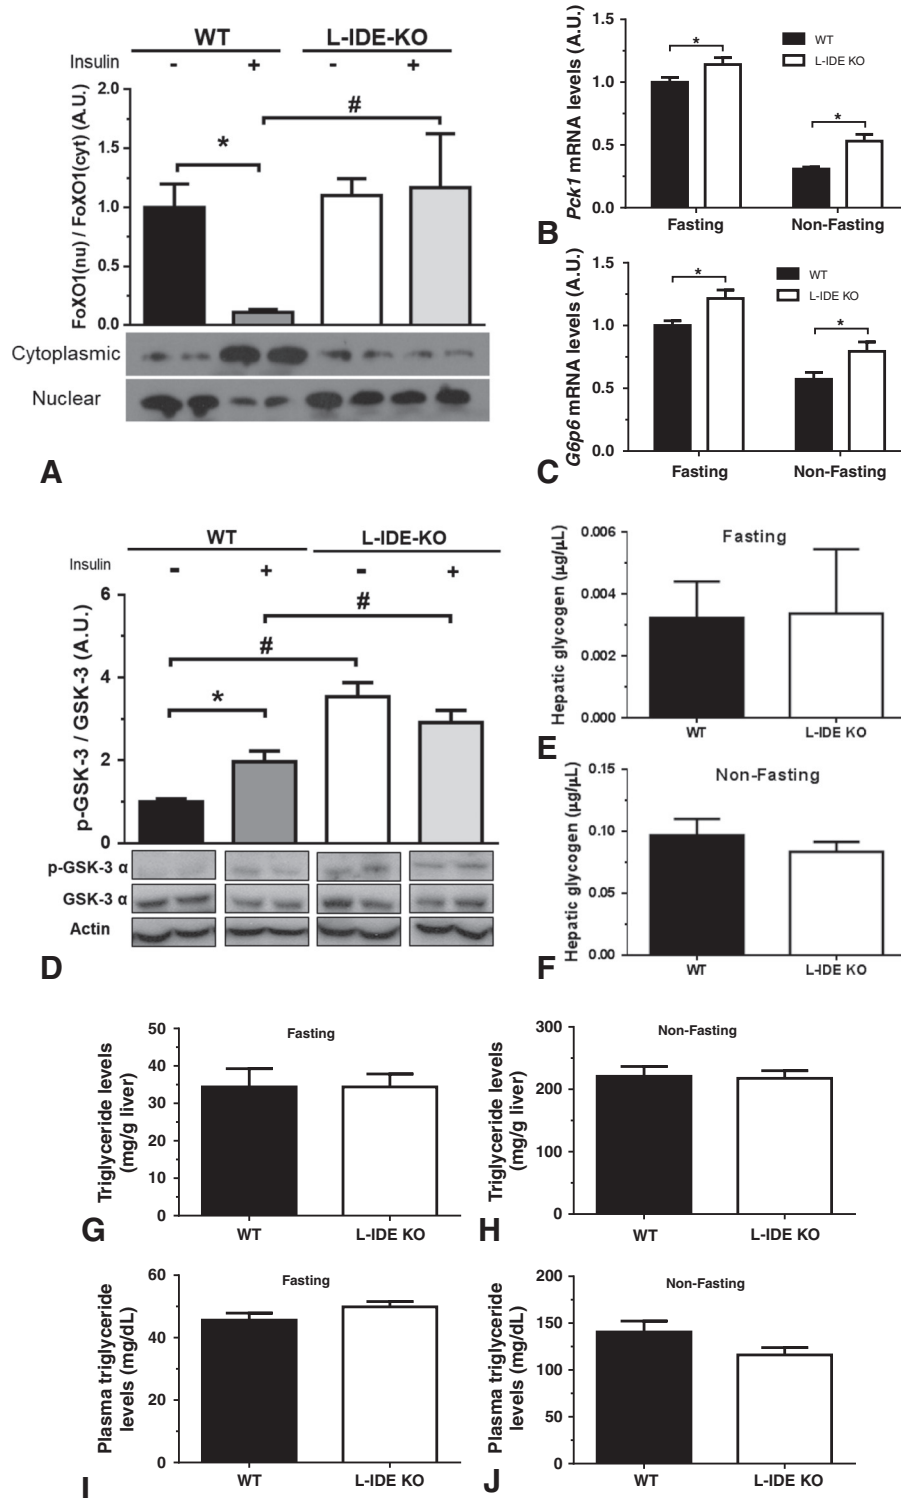 WT L-IDE-KO
Insulin - + - +
FoXO1(nu) / FoXO1(cyt) (A.U.)
2.0
1.5
1.0
0.5
0.0
*
#
Cytoplasmic
Nuclear
A
Pck1 mRNA levels (A.U.)
1.5
1.0
0.5
0.0
*
*
WT
L-IDE KO
Fasting Non-Fasting
B
G6p6 mRNA levels (A.U.)
1.5
1.0
0.5
0.0
*
*
WT
L-IDE KO
Fasting Non-Fasting
C
WT L-IDE-KO
Insulin - + - +
p-GSK-3 / GSK-3 (A.U.)
6
4
2
0
#
#
*
p-GSK-3 α
GSK-3 α
Actin
D
Fasting
Hepatic glycogen (µg/µL)
0.006
0.004
0.002
0.000
WT L-IDE KO
E
Non-Fasting
Hepatic glycogen (µg/µL)
0.15
0.10
0.05
0.00
WT L-IDE KO
F
Fasting
Triglyceride levels
(mg/g liver)
50
40
30
20
10
0
WT L-IDE KO
G
Non-Fasting
Triglyceride levels
(mg/g liver)
300
200
100
0
WT L-IDE KO
H
Fasting
Plasma triglyceride
levels (mg/dL)
60
40
20
0
WT L-IDE KO
I
Non-Fasting
Plasma triglyceride
levels (mg/dL)
200
150
100
50
0
WT L-IDE KO
J